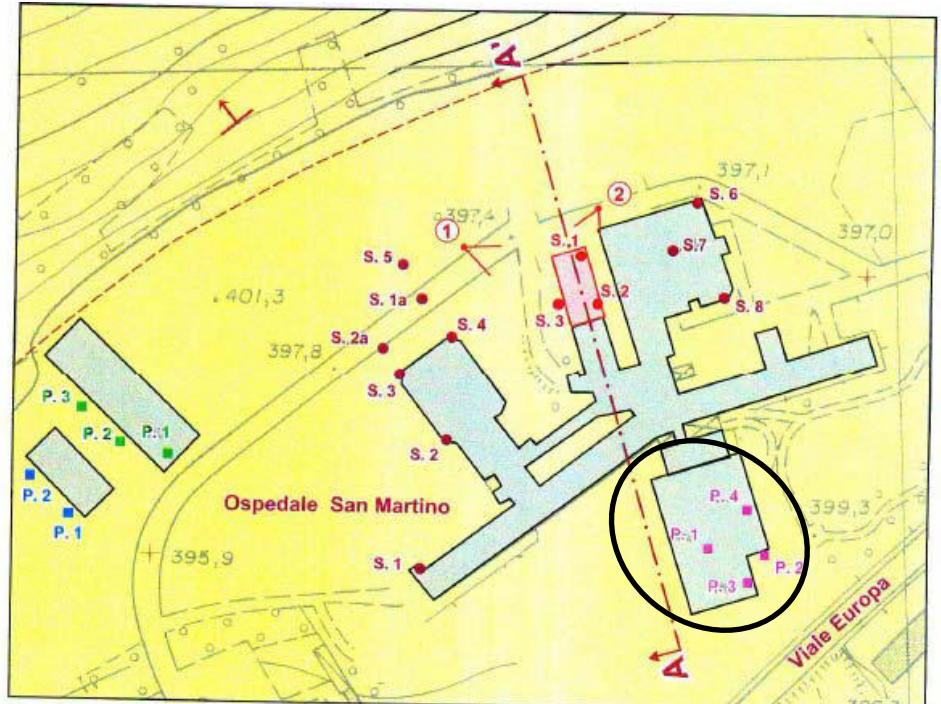 A'
397,1
S. 6
2
397,4
1
S. 1
S.7
397,0
S. 5
S. 1a
401,3
S. 3
S. 2
S. 8
S. 2a
S. 4
397,8
S. 3
P. 3
P. 2
P. 1
S. 2
P. 2
P. 1
Ospedale San Martino
P. 4
399,3
P. 1
P. 2
P. 3
395,9
S. 1
Viale Europa
A